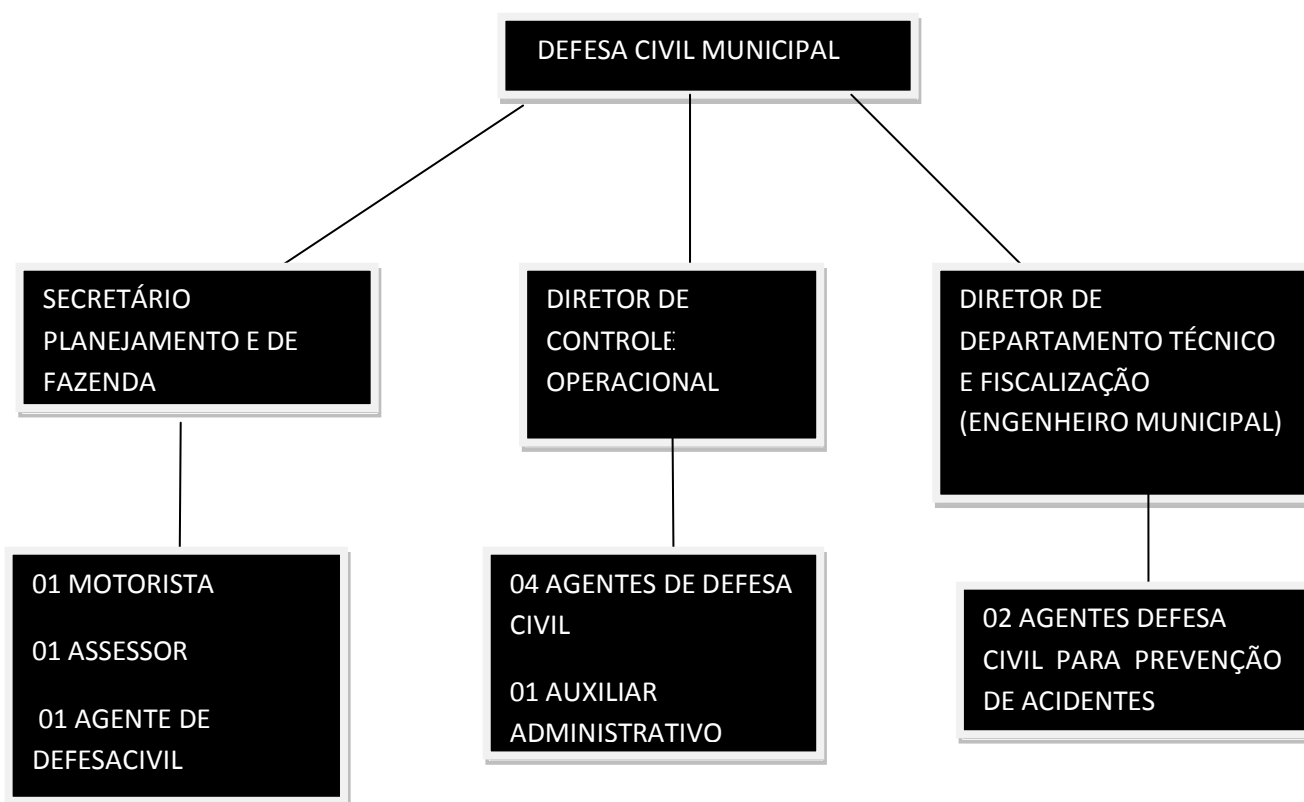 DEFESA CIVIL MUNICIPAL
SECRETÁRIO
PLANEJAMENTO E DE
FAZENDA
DIRETOR DE
CONTROLE
OPERACIONAL
DIRETOR DE
DEPARTAMENTO TÉCNICO
E FISCALIZAÇÃO
(ENGENHEIRO MUNICIPAL)
01 MOTORISTA
01 ASSESSOR
01 AGENTE DE
DEFESACIVIL
04 AGENTES DE DEFESA
CIVIL
01 AUXILIAR
ADMINISTRATIVO
02 AGENTES DEFESA
CIVIL PARA PREVENÇÃO
DE ACIDENTES